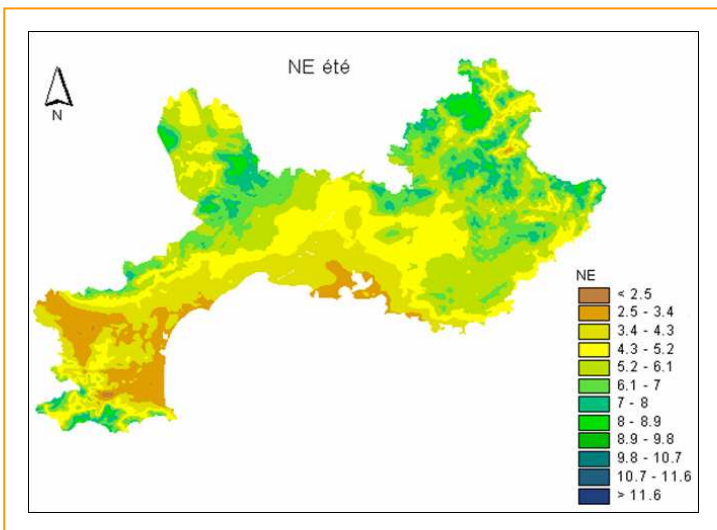 NE été
N
NE
< 2.5
2.5 - 3.4
3.4 - 4.3
4.3 - 5.2
5.2 - 6.1
6.1 - 7
7 - 8
8 - 8.9
8.9 - 9.8
9.8 - 10.7
10.7 - 11.6
> 11.6